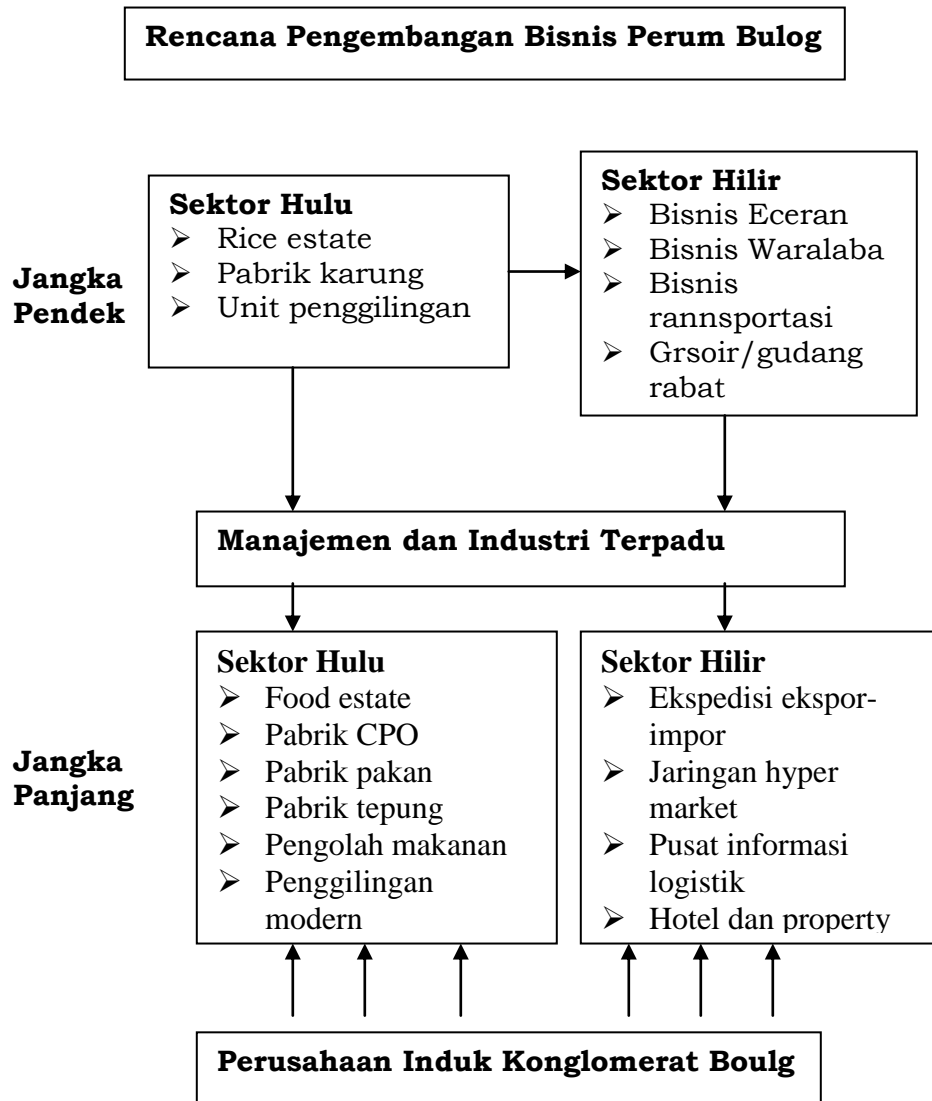 Rencana Pengembangan Bisnis Perum Bulog
Jangka
Pendek
Sektor Hulu
➢ Rice estate
➢ Pabrik karung
➢ Unit penggilingan
Sektor Hilir
➢ Bisnis Eceran
➢ Bisnis Waralaba
➢ Bisnis
rannsportasi
➢ Grsoir/gudang
rabat
Manajemen dan Industri Terpadu
Jangka
Panjang
Sektor Hulu
➢ Food estate
➢ Pabrik CPO
➢ Pabrik pakan
➢ Pabrik tepung
➢ Pengolah makanan
➢ Penggilingan
modern
Sektor Hilir
➢ Ekspedisi ekspor-
impor
➢ Jaringan hyper
market
➢ Pusat informasi
logistik
➢ Hotel dan property
Perusahaan Induk Konglomerat Boulg